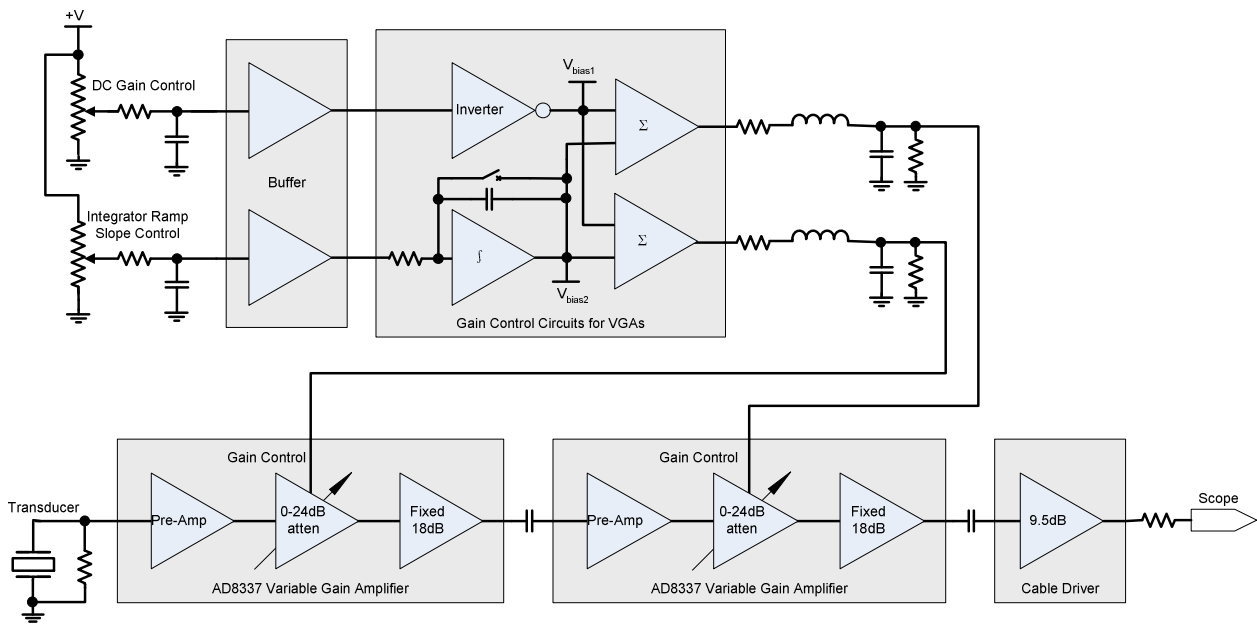 +V
DC Gain Control
Integrator Ramp
Slope Control
Buffer
Inverter
V_bias1
Σ
∫
Σ
V_bias2
Gain Control Circuits for VGAs
Transducer
Pre-Amp
Gain Control
0-24dB
atten
Fixed
18dB
AD8337 Variable Gain Amplifier
Pre-Amp
Gain Control
0-24dB
atten
Fixed
18dB
AD8337 Variable Gain Amplifier
9.5dB
Cable Driver
Scope